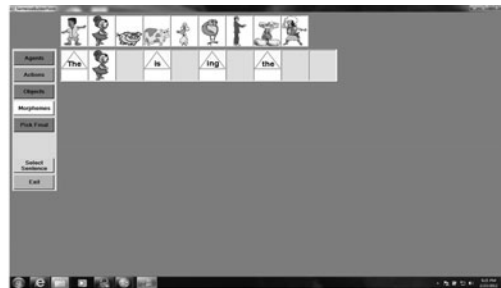 Agents
The is ing the
Actions
Objects
Morphemes
Pick Final
Select
Sentence
Exit